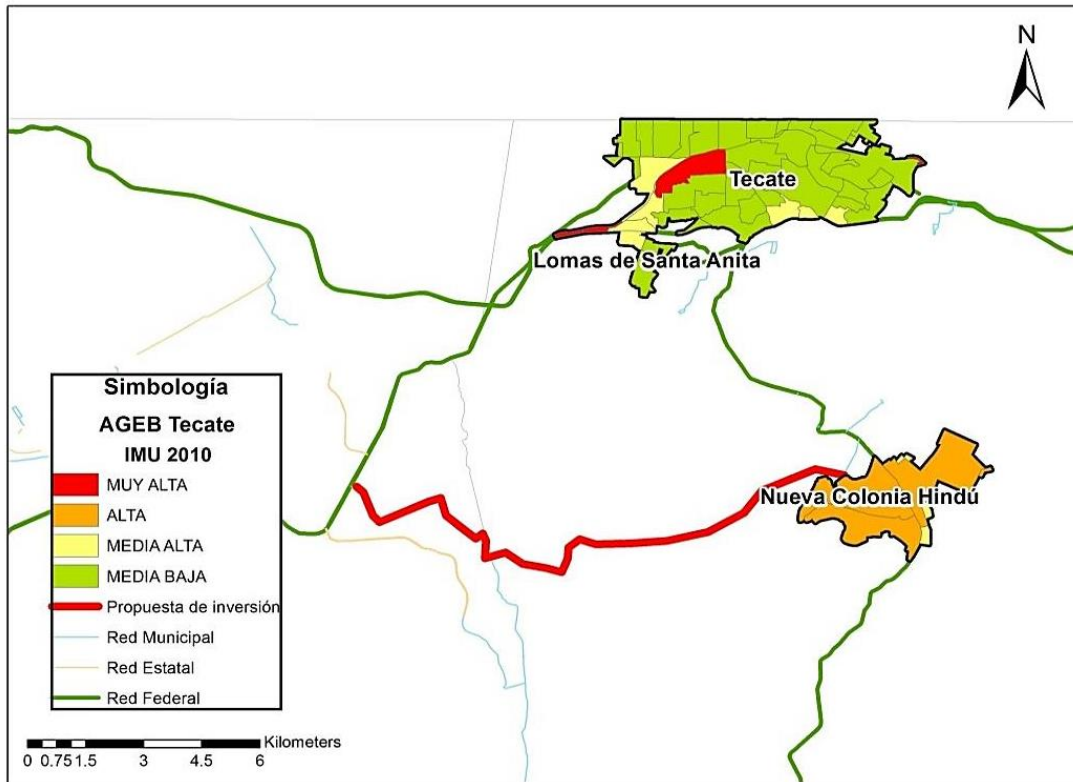 N
Tecate
Lomas de Santa Anita
Nueva Colonia Hindú
Simbología
AGEB Tecate
IMU 2010
MUY ALTA
ALTA
MEDIA ALTA
MEDIA BAJA
Propuesta de inversión
Red Municipal
Red Estatal
Red Federal
Kilometers
0 0.75 1.5 3 4.5 6